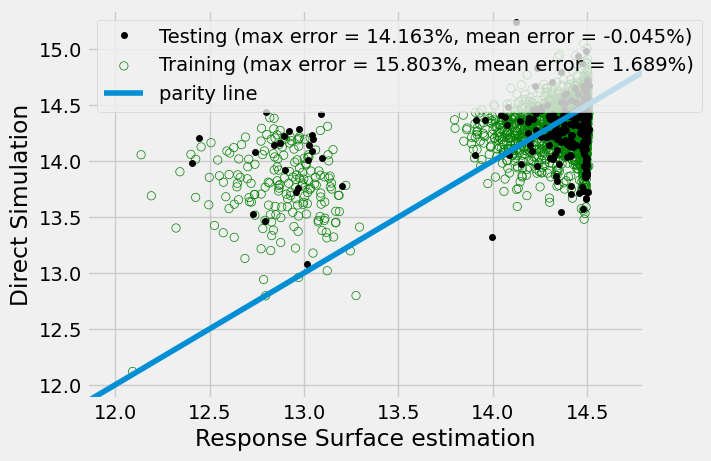 Testing (max error = 14.163%, mean error = -0.045%)
Training (max error = 15.803%, mean error = 1.689%)
parity line
15.0
14.5
14.0
13.5
13.0
12.5
12.0
Direct Simulation
12.0 12.5 13.0 13.5 14.0 14.5
Response Surface estimation